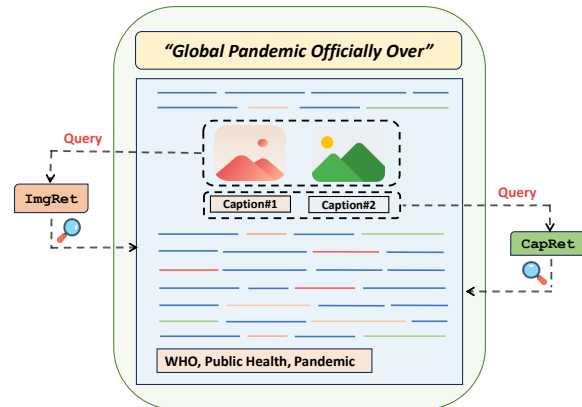 “Global Pandemic Officially Over”
Query
ImgRet
Caption#1 Caption#2
Query
CapRet
WHO, Public Health, Pandemic